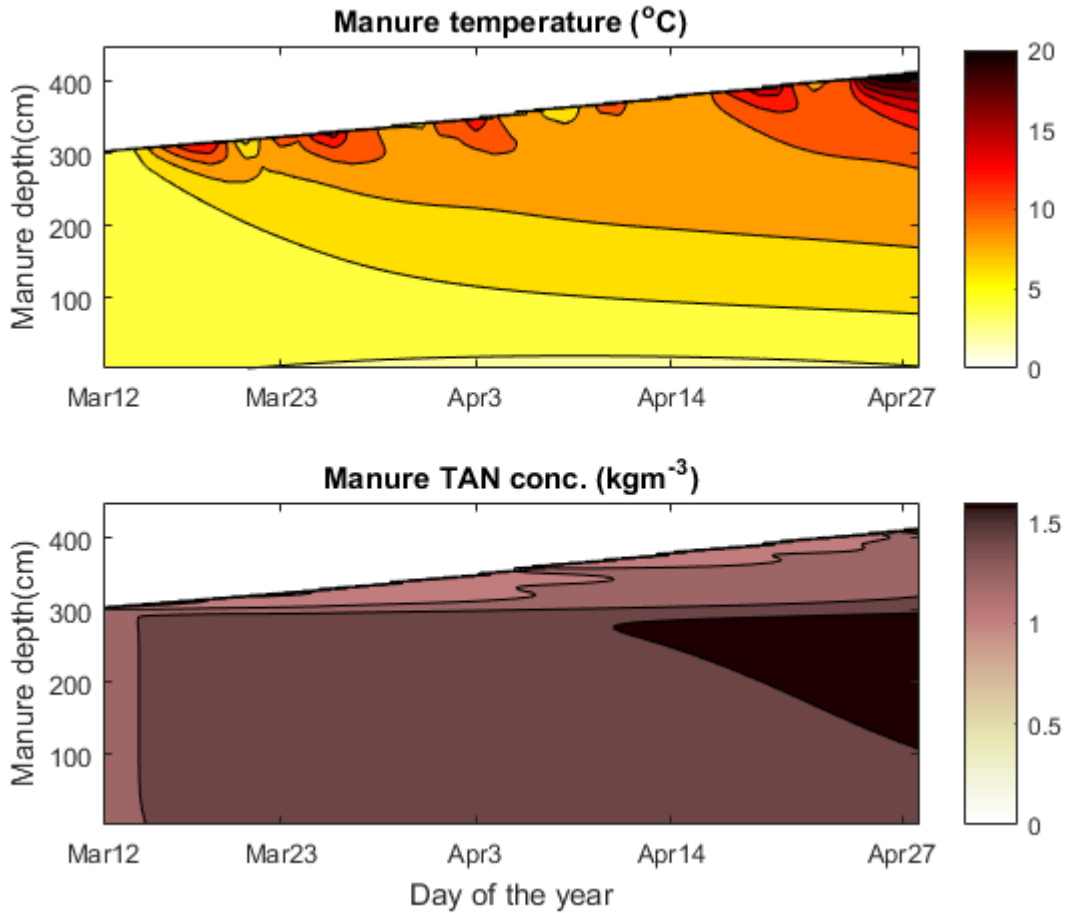 Manure temperature (°C)
Manure depth(cm)
400
300
200
100
Mar12
Mar23
Apr3
Apr14
Apr27
20
15
10
5
0
Manure TAN conc. (kgm⁻³)
Manure depth(cm)
400
300
200
100
Mar12
Mar23
Apr3
Apr14
Apr27
Day of the year
1.5
1
0.5
0